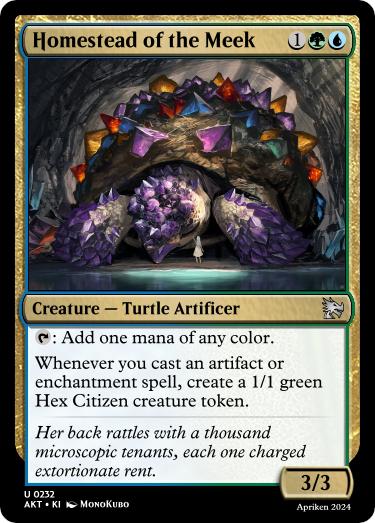 Homestead of the Meek 1
Creature — Turtle Artificer
: Add one mana of any color.
Whenever you cast an artifact or
enchantment spell, create a 1/1 green
Hex Citizen creature token.
Her back rattles with a thousand
microscopic tenants, each one charged
extortionate rent.
3/3
U 0232
AKT • KI MonoKubo
Apriken 2024